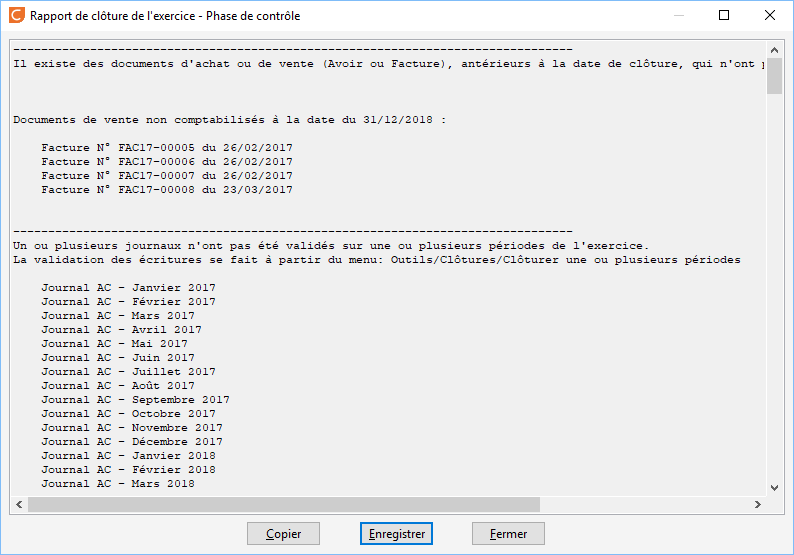 Rapport de clôture de l'exercice - Phase de contrôle
--------------------------------------------------------------------------------
Il existe des documents d'achat ou de vente (Avoir ou Facture), antérieurs à la date de clôture, qui n'ont
Documents de vente non comptabilisés à la date du 31/12/2018 :
Facture N° FAC17-00005 du 26/02/2017
Facture N° FAC17-00006 du 26/02/2017
Facture N° FAC17-00007 du 26/02/2017
Facture N° FAC17-00008 du 23/03/2017
--------------------------------------------------------------------------------
Un ou plusieurs journaux n'ont pas été validés sur une ou plusieurs périodes de l'exercice.
La validation des écritures se fait à partir du menu: Outils/Clôtures/Clôturer une ou plusieurs périodes
Journal AC - Janvier 2017
Journal AC - Février 2017
Journal AC - Mars 2017
Journal AC - Avril 2017
Journal AC - Mai 2017
Journal AC - Juin 2017
Journal AC - Juillet 2017
Journal AC - Août 2017
Journal AC - Septembre 2017
Journal AC - Octobre 2017
Journal AC - Novembre 2017
Journal AC - Décembre 2017
Journal AC - Janvier 2018
Journal AC - Février 2018
Journal AC - Mars 2018
Copier Enregistrer Fermer